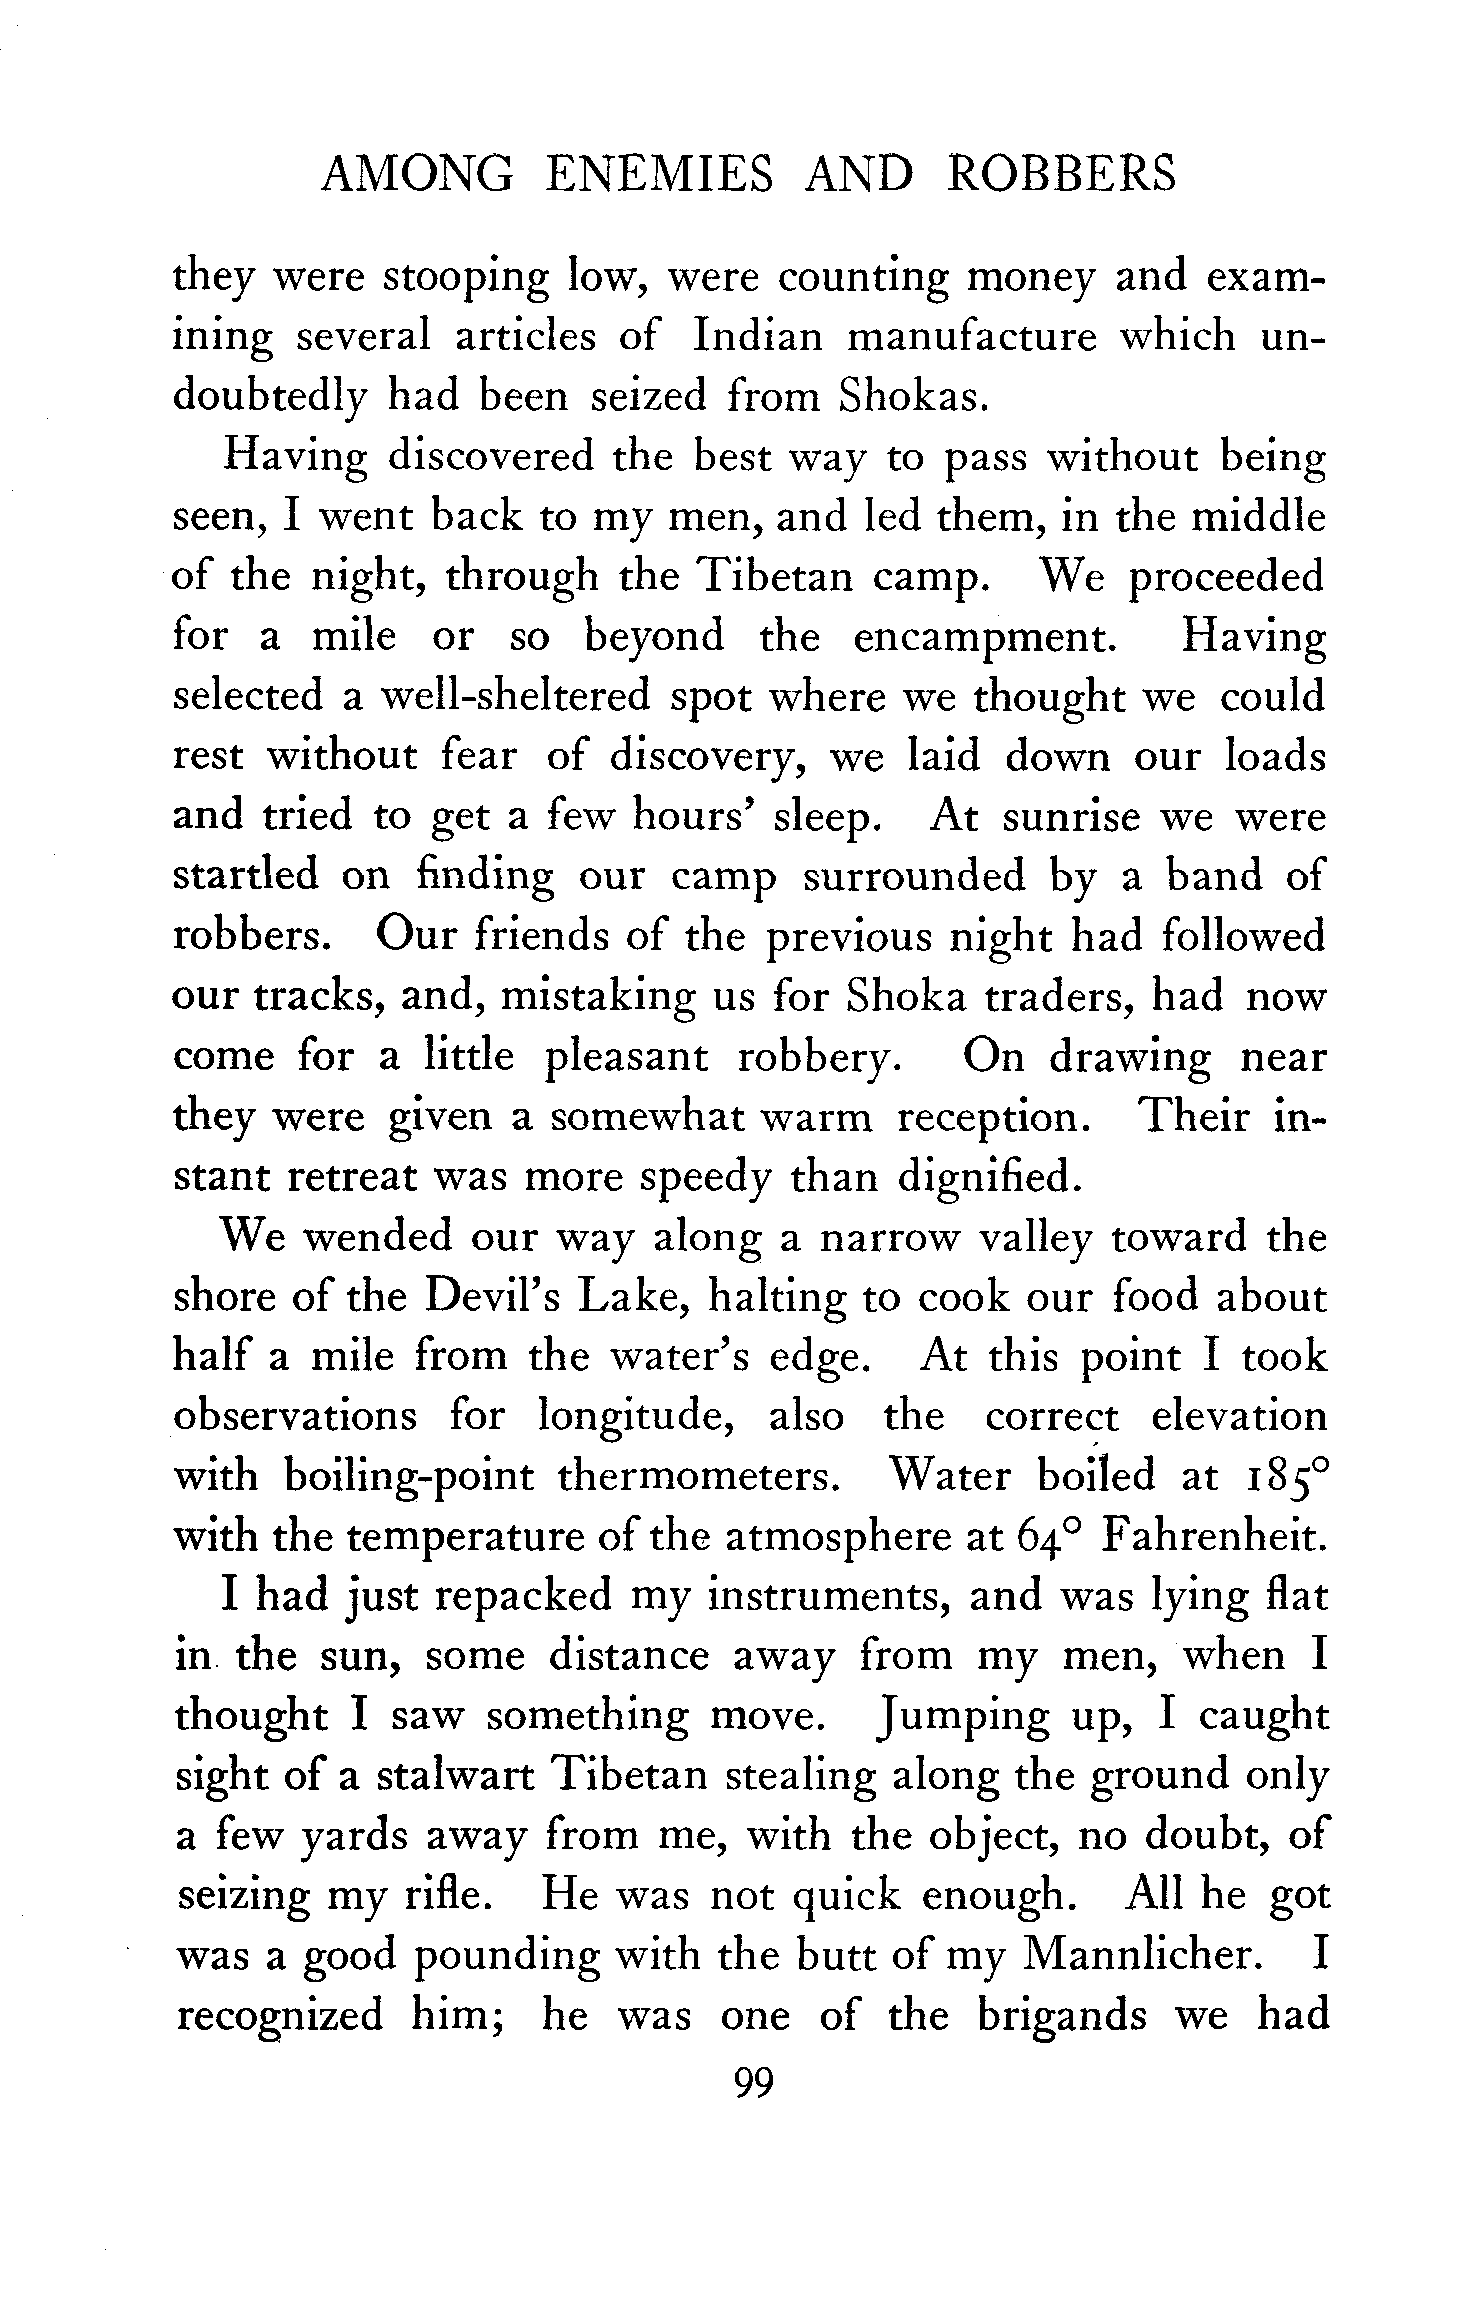 AMONG ENEMIES AND ROBBERS
they were stooping low, were counting money and exam-
ining several articles of Indian manufacture which un-
doubtedly had been seized from Shokas.
Having discovered the best way to pass without being
seen, I went back to my men, and led them, in the middle
of the night, through the Tibetan camp. We proceeded
for a mile or so beyond the encampment. Having
selected a well-sheltered spot where we thought we could
rest without fear of discovery, we laid down our loads
and tried to get a few hours' sleep. At sunrise we were
startled on finding our camp surrounded by a band of
robbers. Our friends of the previous night had followed
our tracks, and, mistaking us for Shoka traders, had now
come for a little pleasant robbery. On drawing near
they were given a somewhat warm reception. Their in-
stant retreat was more speedy than dignified.
We wended our way along a narrow valley toward the
shore of the Devil's Lake, halting to cook our food about
half a mile from the water's edge. At this point I took
observations for longitude, also the correct elevation
with boiling-point thermometers. Water boiled at 185°
with the temperature of the atmosphere at 64° Fahrenheit.
I had just repacked my instruments, and was lying flat
in the sun, some distance away from my men, when I
thought I saw something move. Jumping up, I caught
sight of a stalwart Tibetan stealing along the ground only
a few yards away from me, with the object, no doubt, of
seizing my rifle. He was not quick enough. All he got
was a good pounding with the butt of my Mannlicher. I
recognized him; he was one of the brigands we had
99